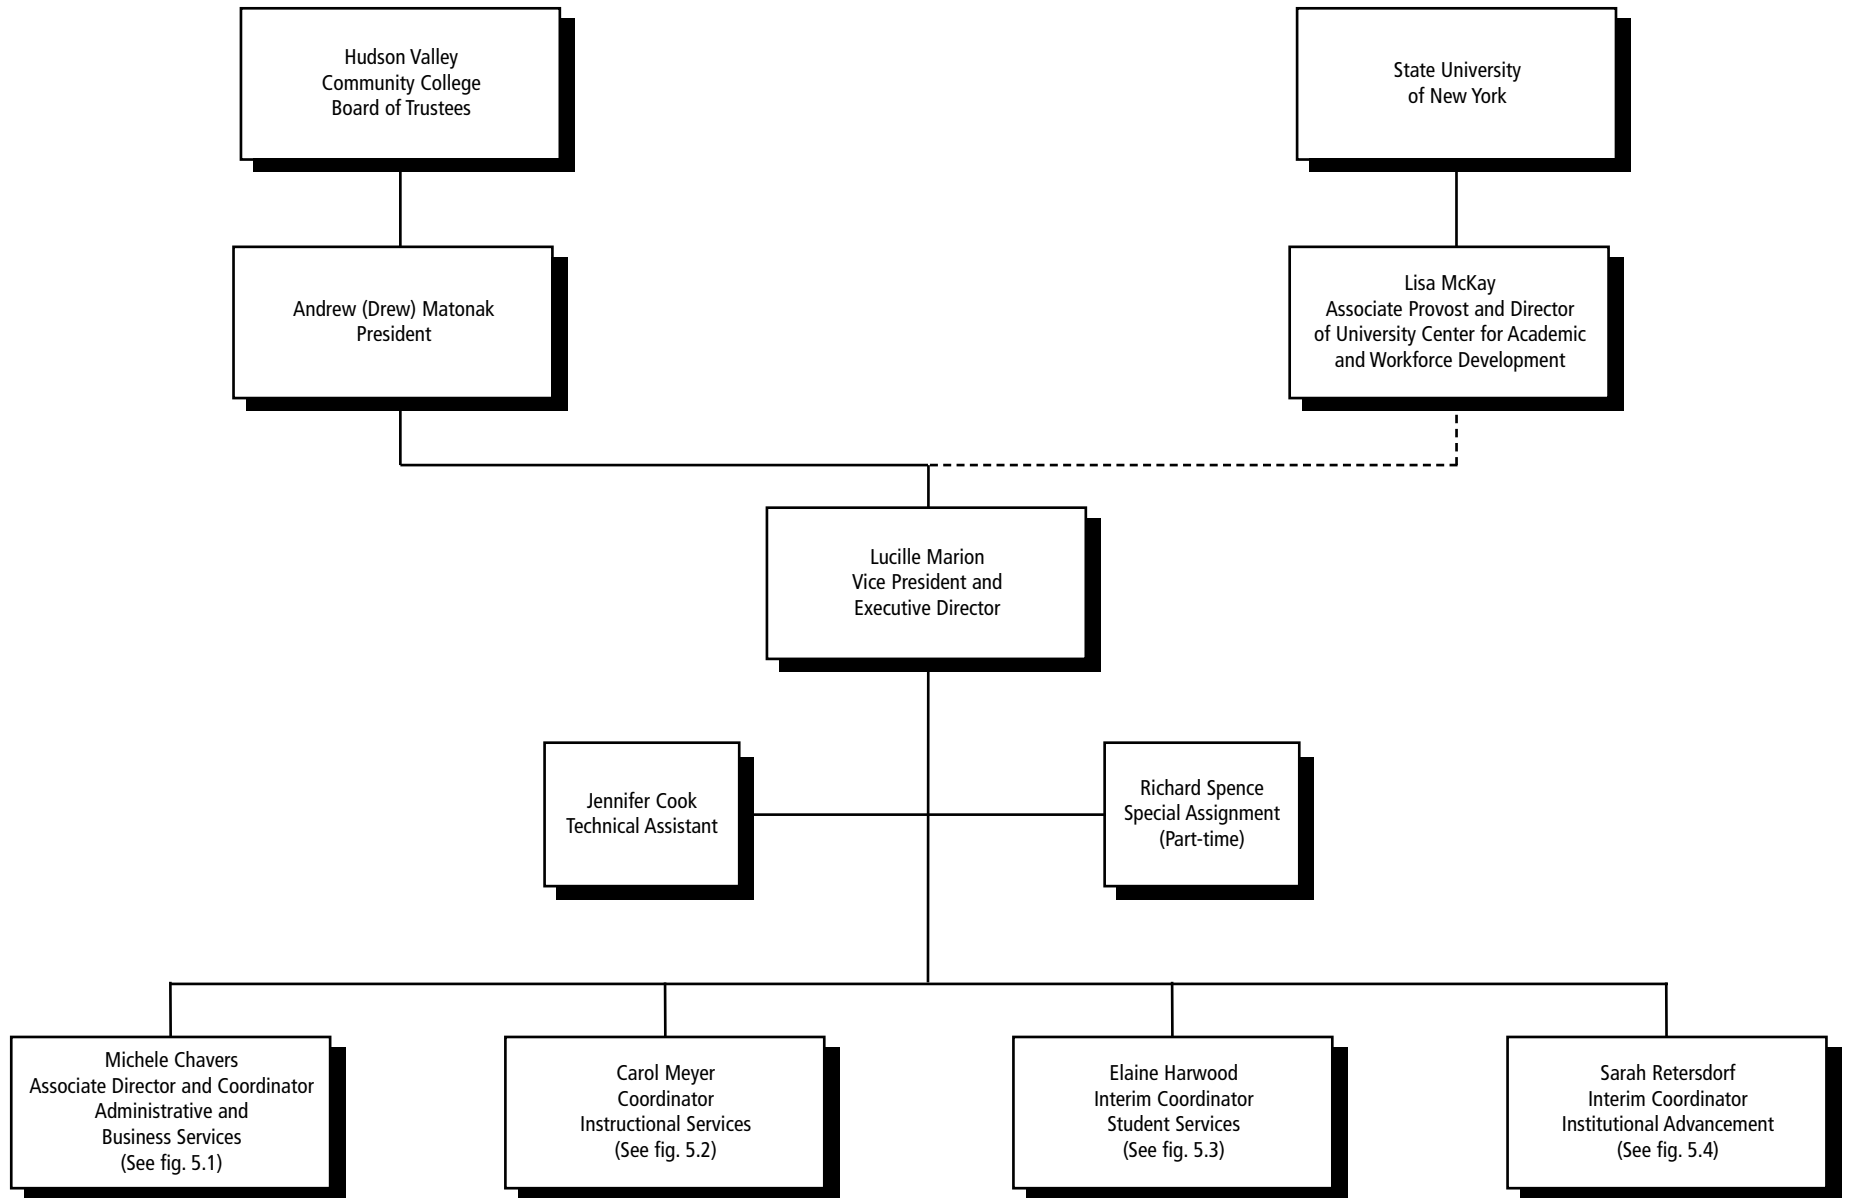 Hudson Valley
Community College
Board of Trustees
State University
of New York
Andrew (Drew) Matonak
President
Lisa McKay
Associate Provost and Director
of University Center for Academic
and Workforce Development
Lucille Marion
Vice President and
Executive Director
Jennifer Cook
Technical Assistant
Richard Spence
Special Assignment
(Part-time)
Michele Chavers
Associate Director and Coordinator
Administrative and
Business Services
(See fig. 5.1)
Carol Meyer
Coordinator
Instructional Services
(See fig. 5.2)
Elaine Harwood
Interim Coordinator
Student Services
(See fig. 5.3)
Sarah Retersdorf
Interim Coordinator
Institutional Advancement
(See fig. 5.4)